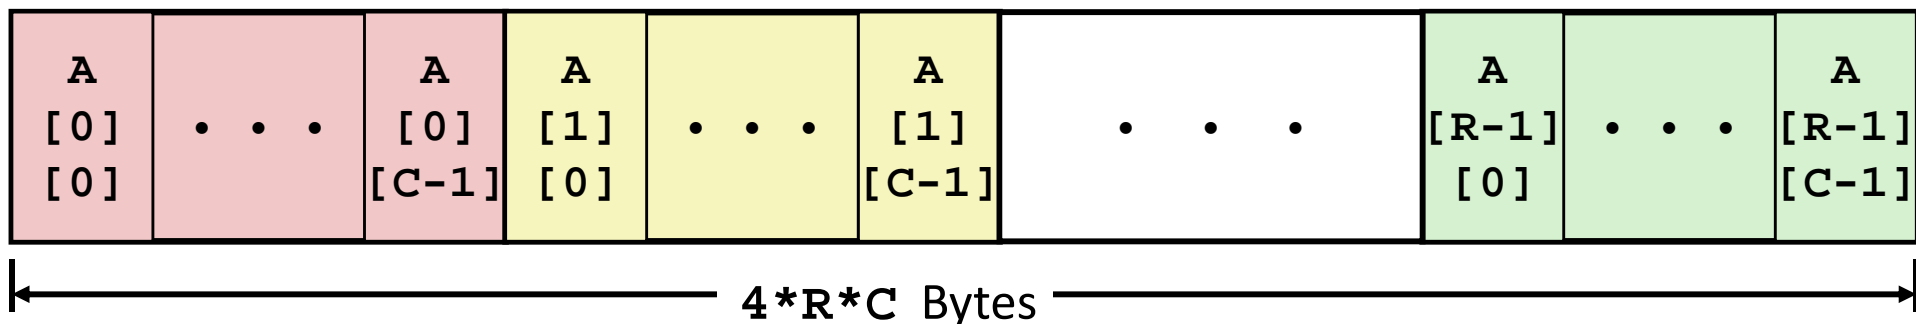 A
[0]
[0]
• • •
A
[0]
[C-1]
A
[1]
[0]
• • •
A
[1]
[C-1]
• • •
A
[R-1]
[0]
• • •
A
[R-1]
[C-1]
4*R*C Bytes